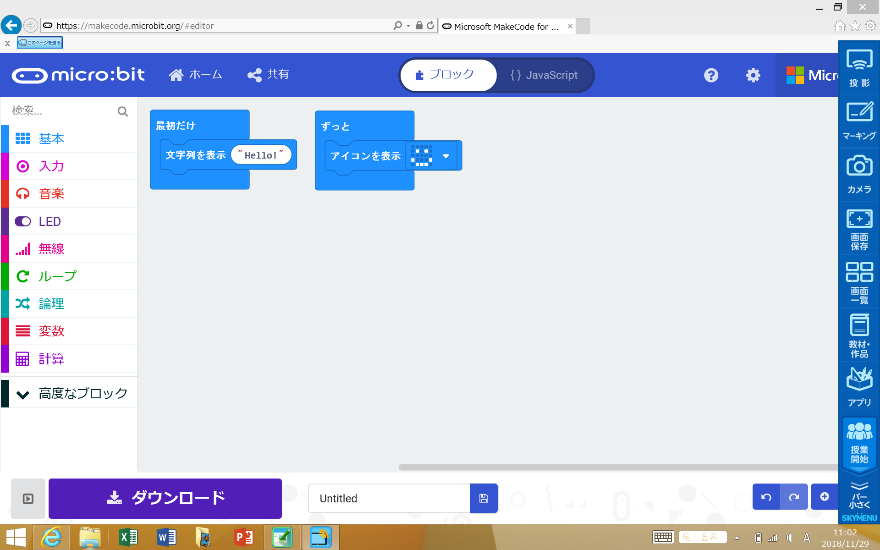 https://makecode.microbit.org/#editor
Microsoft MakeCode for ...
x
micro:bit
ホーム
共有
ブロック
{ } JavaScript
Micro
検索...
基本
入力
音楽
LED
無線
ループ
論理
変数
計算
高度なブロック
最初だけ
文字列を表示 "Hello!"
ずっと
アイコンを表示
ダウンロード
Untitled
投影
マーキング
カメラ
画面
保存
画面
一覧
教材・
作品
アプリ
授業
開始
バー
小さく
SKYMENU
A
11:02
2018/11/29